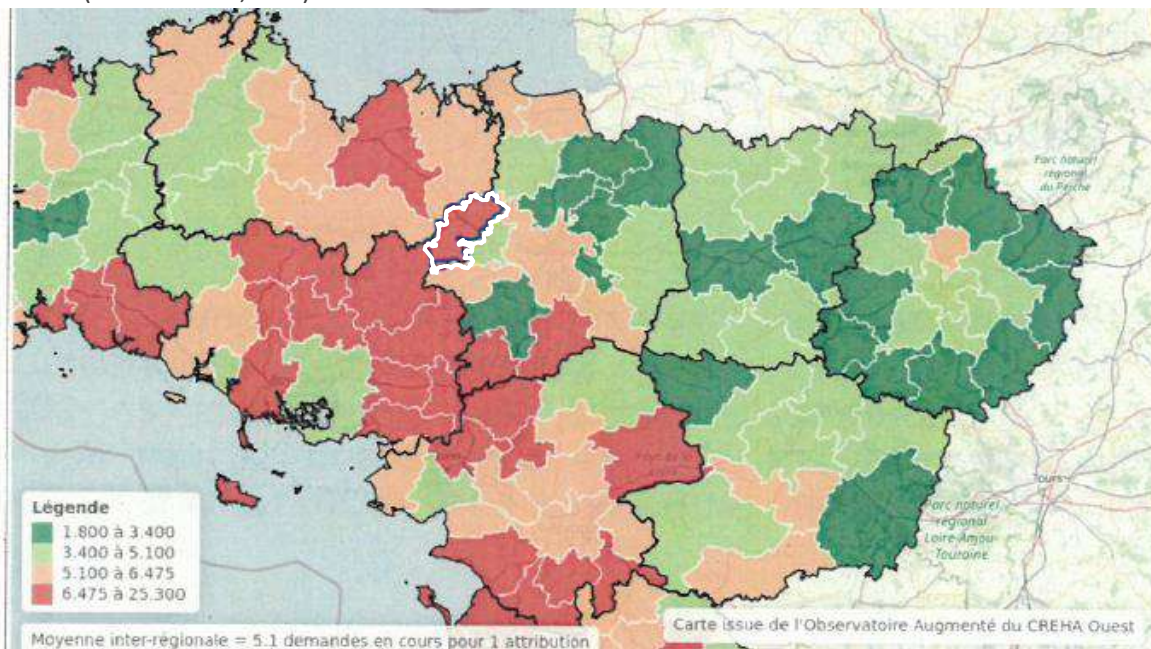 Parc naturel
régional
du Perche
Tours
Parc naturel
régional
Loire-Anjou-
Touraine
Légende
1.800 à 3.400
3.400 à 5.100
5.100 à 6.475
6.475 à 25.300
Carte issue de l'Observatoire Augmenté du CREHA Ouest
Moyenne inter-régionale = 5.1 demandes en cours pour 1 attribution